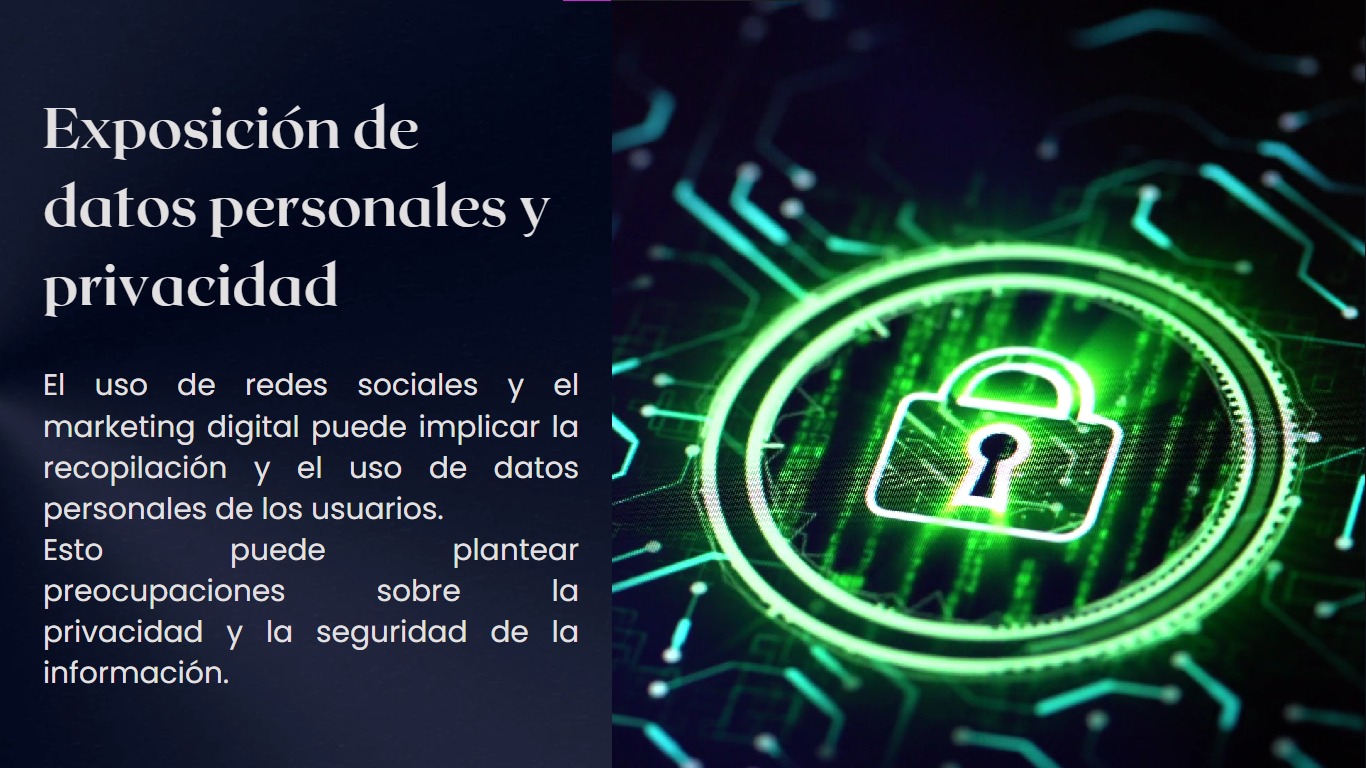 Exposición de
datos personales y
privacidad
El uso de redes sociales y el
marketing digital puede implicar la
recopilación y el uso de datos
personales de los usuarios.
Esto puede plantear
preocupaciones sobre la
privacidad y la seguridad de la
información.